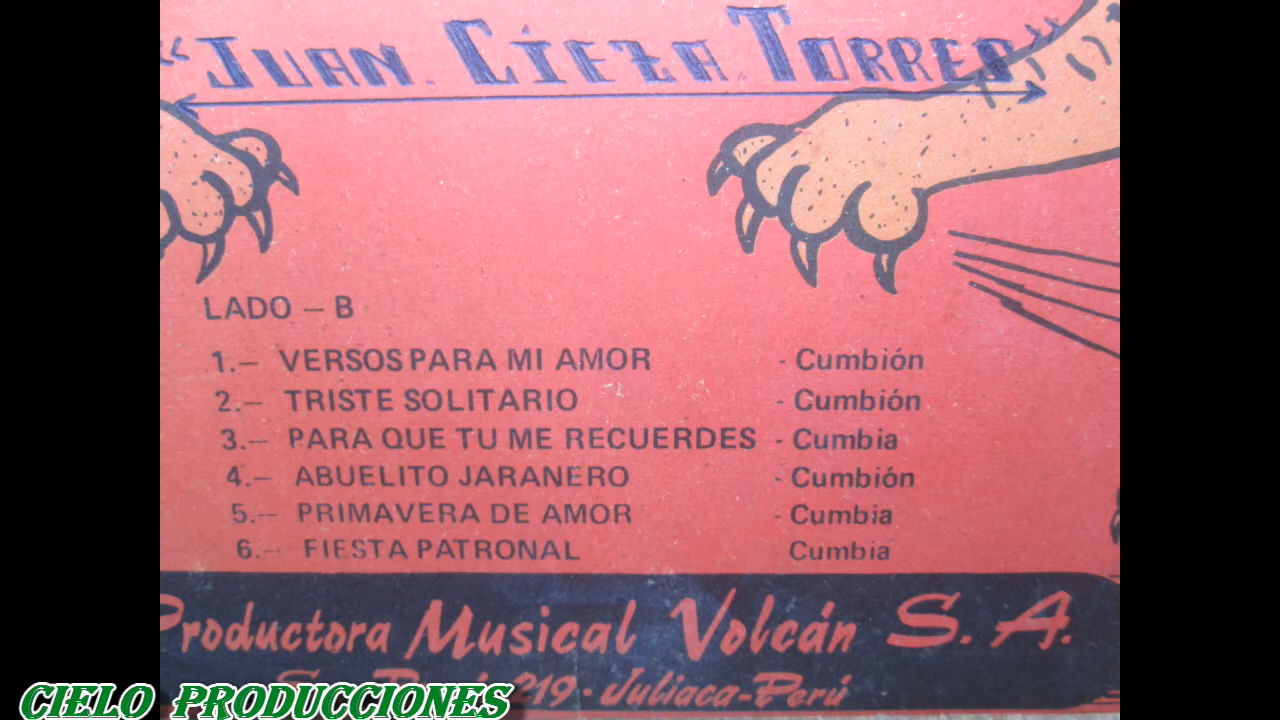 "JUAN. CIEZA. TORRES"
LADO – B
1.– VERSOS PARA MI AMOR - Cumbión
2.– TRISTE SOLITARIO - Cumbión
3.– PARA QUE TU ME RECUERDES - Cumbia
4.– ABUELITO JARANERO - Cumbión
5.– PRIMAVERA DE AMOR - Cumbia
6.– FIESTA PATRONAL Cumbia
Productora Musical Volcán S. A.
219 · Juliaca-Perú
CIELO PRODUCCIONES